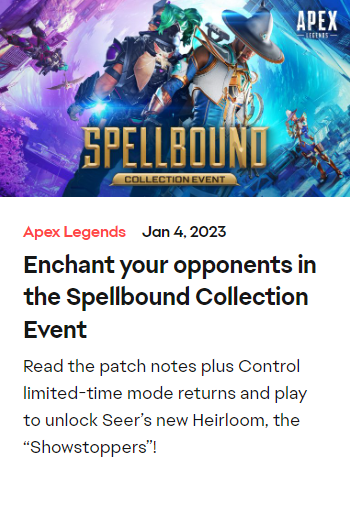 APEX
LEGENDS
SPELLBOUND
COLLECTION EVENT
Apex Legends Jan 4, 2023
Enchant your opponents in
the Spellbound Collection
Event
Read the patch notes plus Control
limited-time mode returns and play
to unlock Seer’s new Heirloom, the
“Showstoppers”!